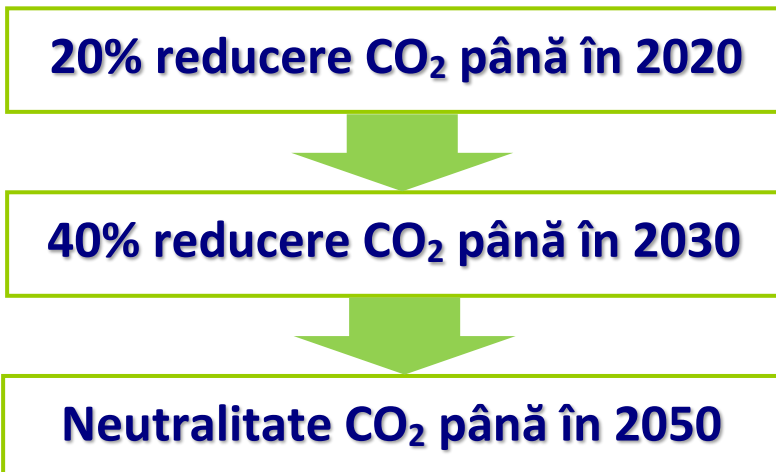 20% reducere CO₂ până în 2020
40% reducere CO₂ până în 2030
Neutralitate CO₂ până în 2050